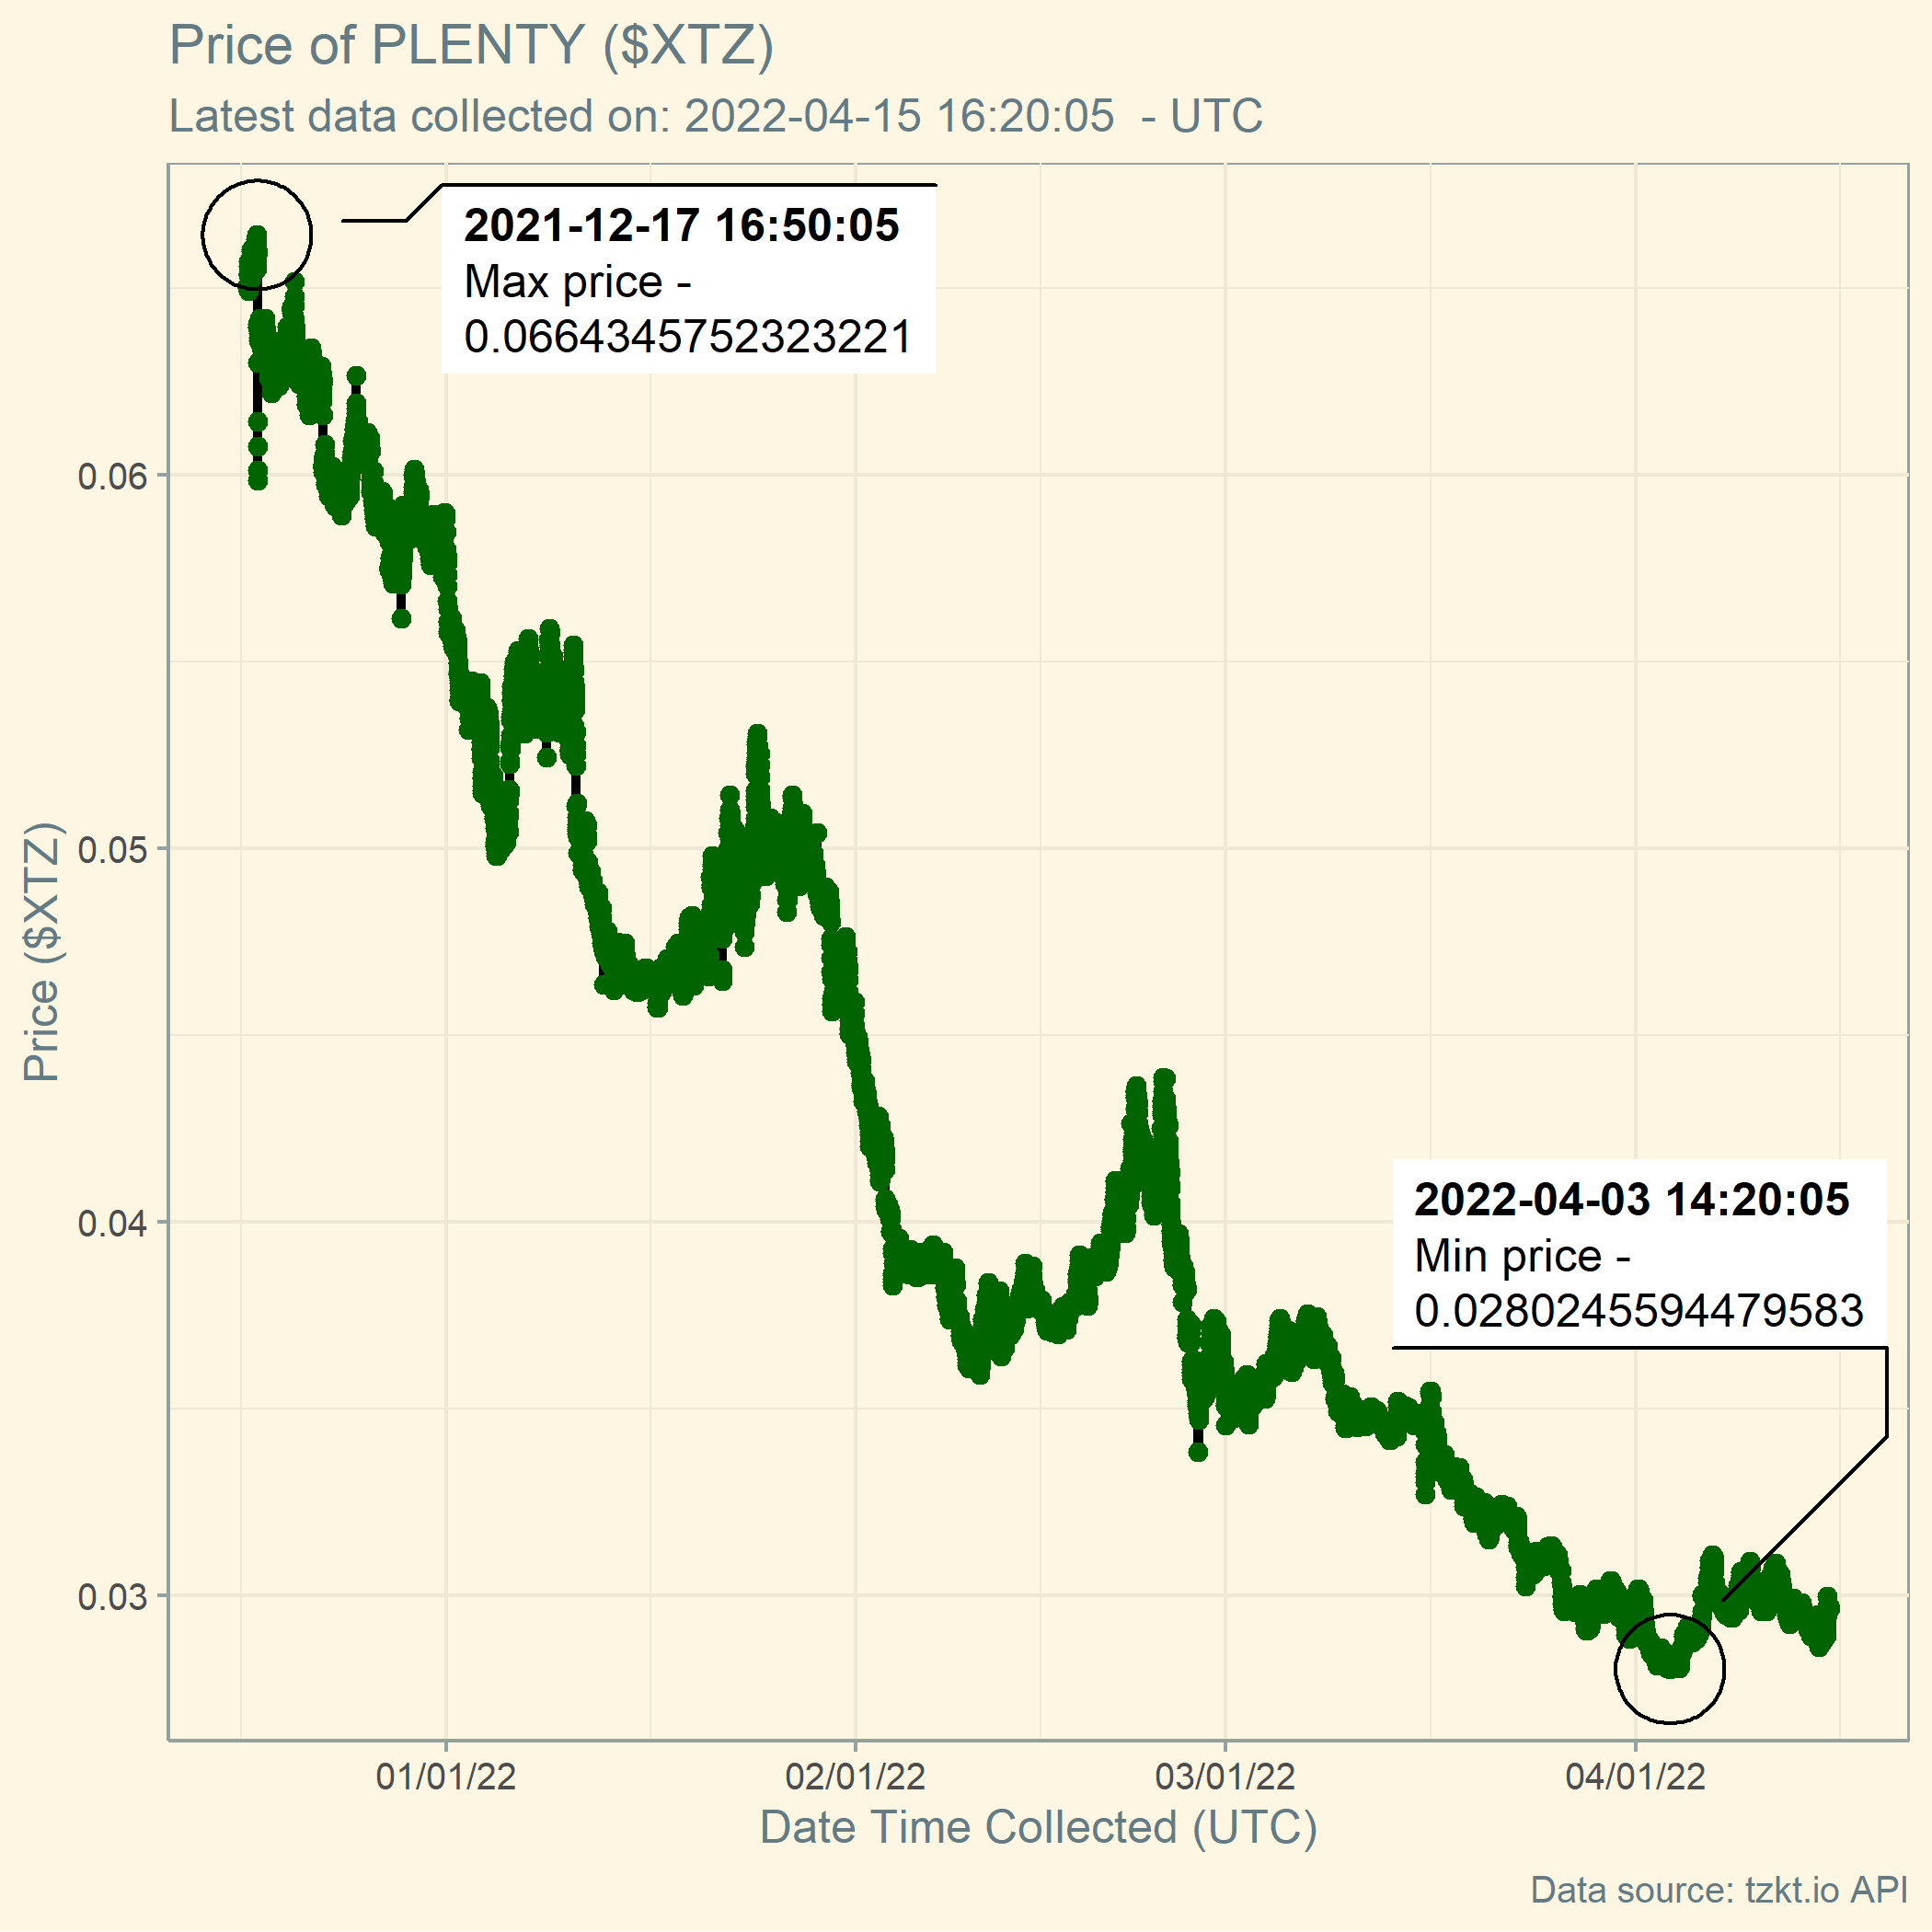 Price of PLENTY ($XTZ)
Latest data collected on: 2022-04-15 16:20:05  - UTC
2021-12-17 16:50:05
Max price -
0.0664345752323221
0.06
0.05
0.04
0.03
Price ($XTZ)
2022-04-03 14:20:05
Min price -
0.0280245594479583
01/01/22
02/01/22
03/01/22
04/01/22
Date Time Collected (UTC)
Data source: tzkt.io API